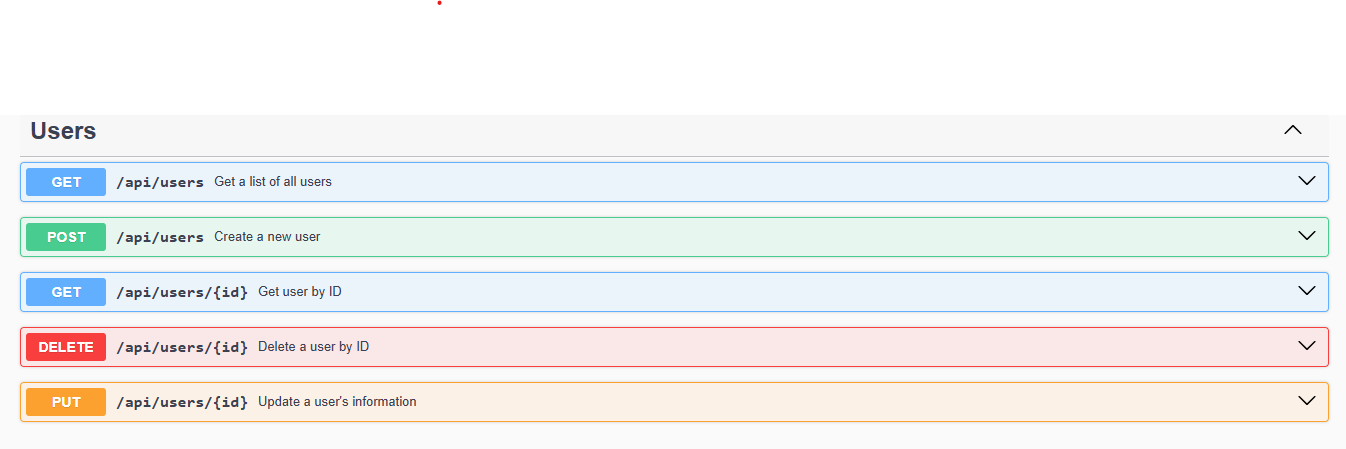 Users
GET /api/users Get a list of all users
POST /api/users Create a new user
GET /api/users/{id} Get user by ID
DELETE /api/users/{id} Delete a user by ID
PUT /api/users/{id} Update a user's information